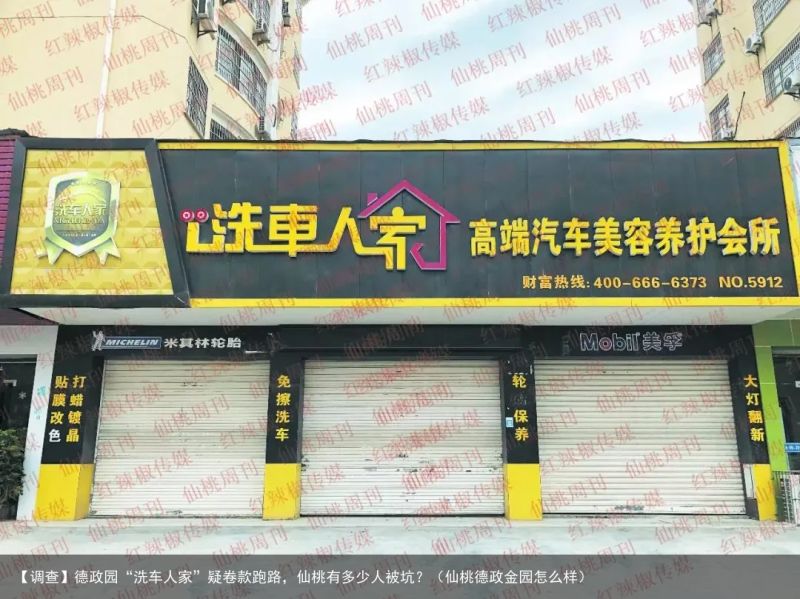 洗车人家
洗車人家
高端汽车美容养护会所
财富热线:400-666-6373 NO.5912
MICHELIN 米其林轮胎
Mobil 美孚
打蜡镀晶
贴膜改色
免擦洗车
保养
大灯翻新
仙桃周刊
红辣椒传媒
【调查】德政园“洗车人家”疑卷款跑路，仙桃有多少人被坑？（仙桃德政金园怎么样）